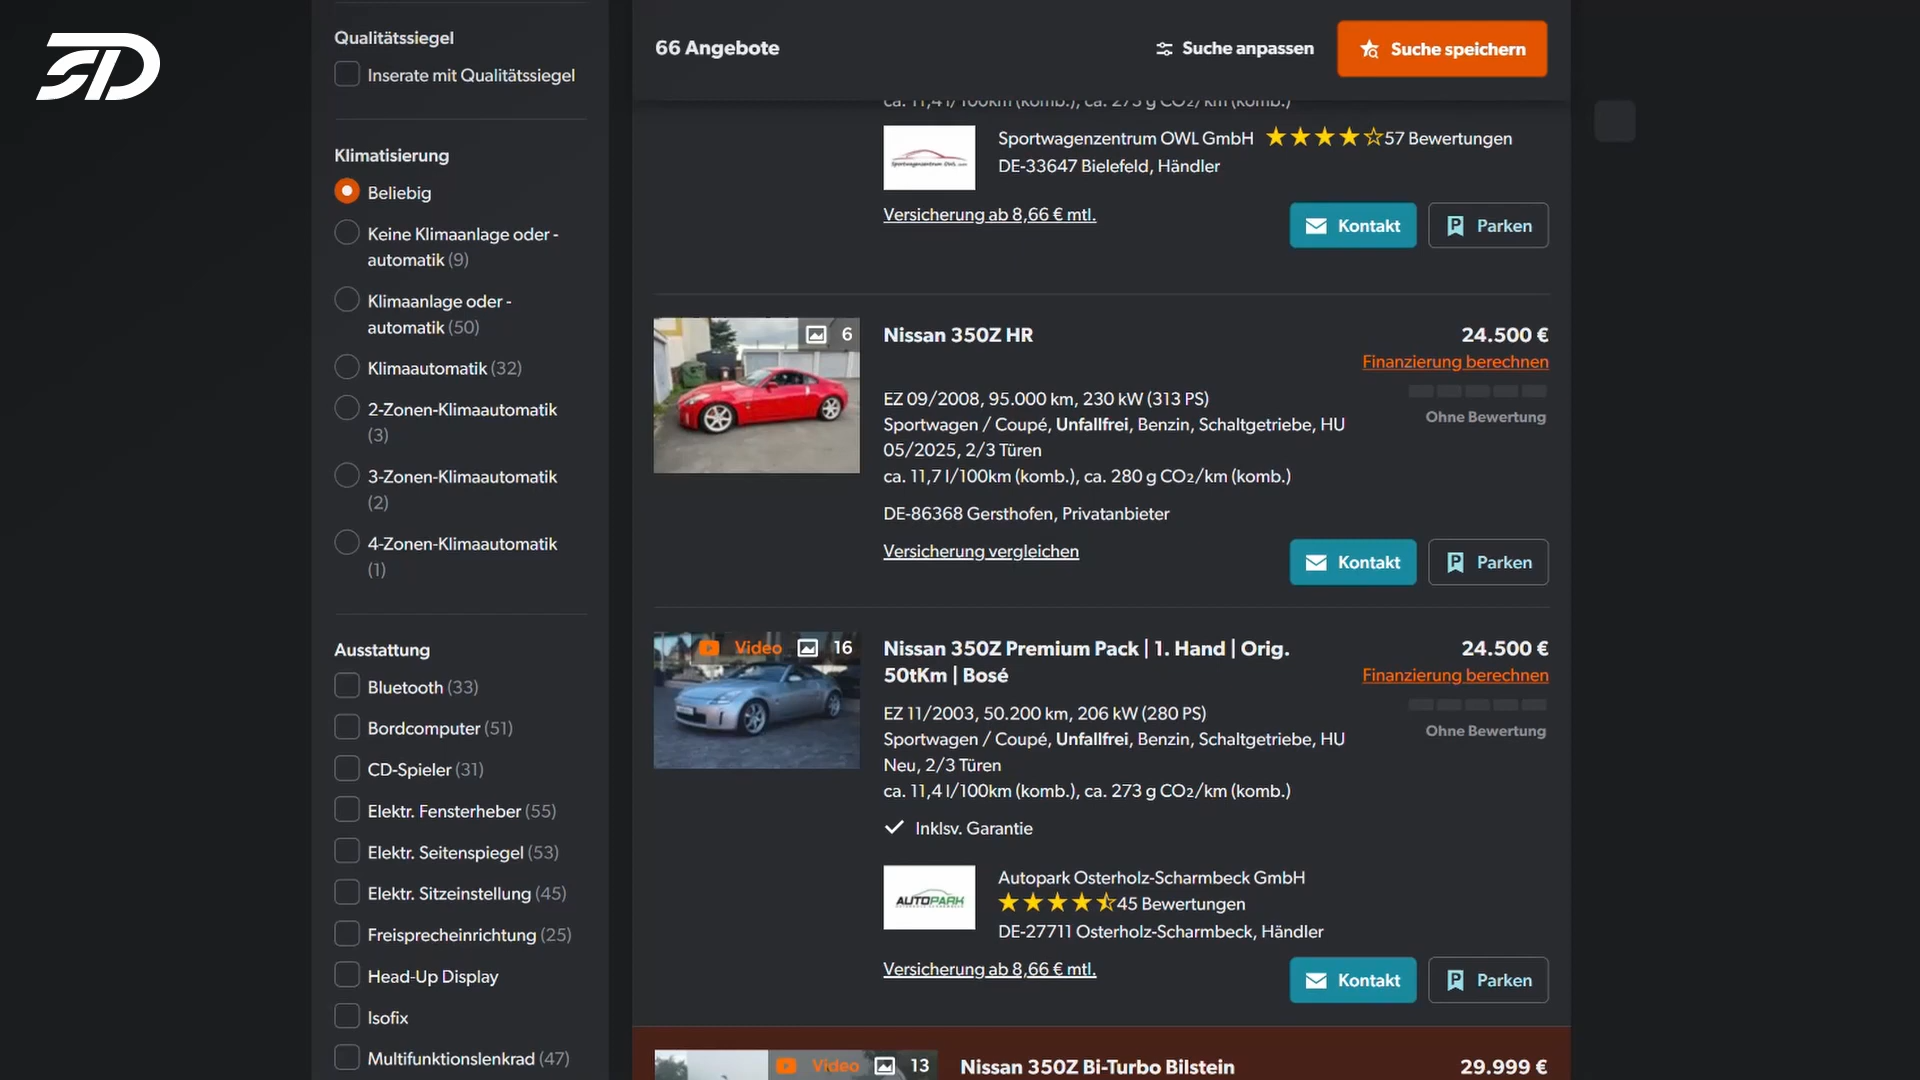 Qualitätssiegel
Inserate mit Qualitätssiegel
Klimatisierung
Beliebig
Keine Klimaanlage oder -
automatik (9)
Klimaanlage oder -
automatik (50)
Klimaautomatik (32)
2-Zonen-Klimaautomatik
(3)
3-Zonen-Klimaautomatik
(2)
4-Zonen-Klimaautomatik
(1)
Ausstattung
Bluetooth (33)
Bordcomputer (51)
CD-Spieler (31)
Elektr. Fensterheber (55)
Elektr. Seitenspiegel (53)
Elektr. Sitzeinstellung (45)
Freisprecheinrichtung (25)
Head-Up Display
Isofix
Multifunktionslenkrad (47)
66 Angebote
Suche anpassen
Suche speichern
ca. 11,4 l/100km (komb.), ca. 273 g CO₂/km (komb.)
Sportwagenzentrum OWL GmbH 57 Bewertungen
DE-33647 Bielefeld, Händler
Versicherung ab 8,66 € mtl.
Kontakt
Parken
6
Nissan 350Z HR
24.500 €
Finanzierung berechnen
Ohne Bewertung
EZ 09/2008, 95.000 km, 230 kW (313 PS)
Sportwagen / Coupé, Unfallfrei, Benzin, Schaltgetriebe, HU
05/2025, 2/3 Türen
ca. 11,7 l/100km (komb.), ca. 280 g CO₂/km (komb.)
DE-86368 Gersthofen, Privatanbieter
Versicherung vergleichen
Kontakt
Parken
Video 16
Nissan 350Z Premium Pack | 1. Hand | Orig.
50tKm | Bosé
24.500 €
Finanzierung berechnen
Ohne Bewertung
EZ 11/2003, 50.200 km, 206 kW (280 PS)
Sportwagen / Coupé, Unfallfrei, Benzin, Schaltgetriebe, HU
Neu, 2/3 Türen
ca. 11,4 l/100km (komb.), ca. 273 g CO₂/km (komb.)
Inklsv. Garantie
AUTOPARK
Autopark Osterholz-Scharmbeck GmbH
45 Bewertungen
DE-27711 Osterholz-Scharmbeck, Händler
Versicherung ab 8,66 € mtl.
Kontakt
Parken
Video 13
Nissan 350Z Bi-Turbo Bilstein
29.999 €